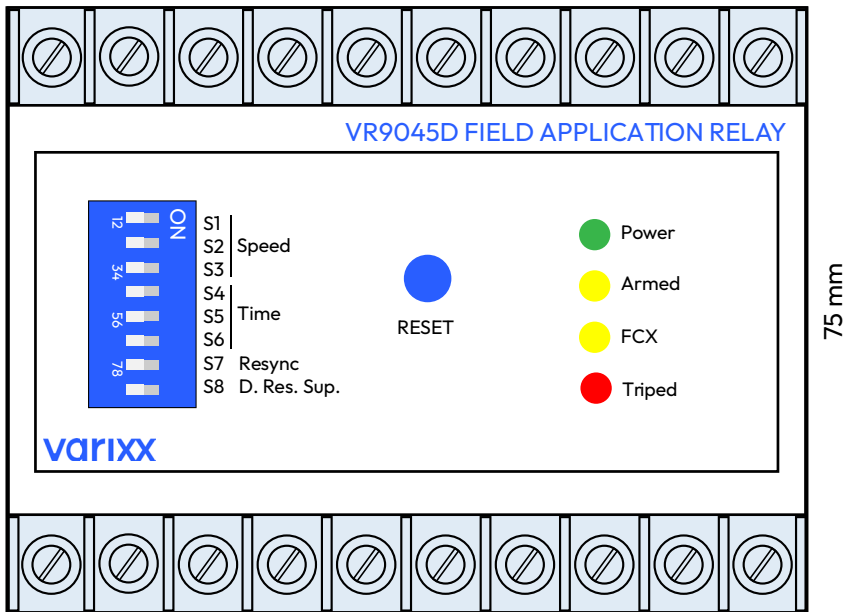 VR9045D FIELD APPLICATION RELAY
ON
12
34
56
78
S1
S2 Speed
S3
S4
S5 Time
S6
S7 Resync
S8 D. Res. Sup.
RESET
Power
Armed
FCX
Triped
75 mm
varixx